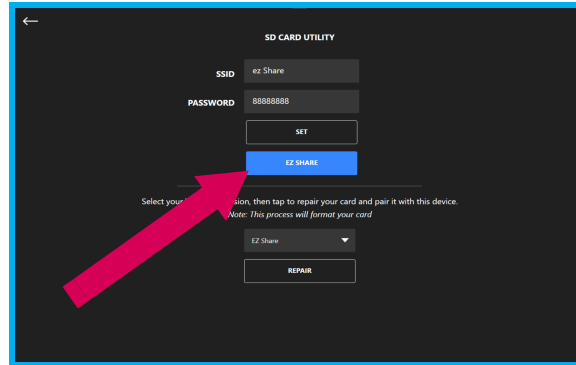 SD CARD UTILITY
SSID ez Share
PASSWORD 88888888
SET
EZ SHARE
Select your , then tap to repair your card and pair it with this device.
Note: This process will format your card
EZ Share
REPAIR